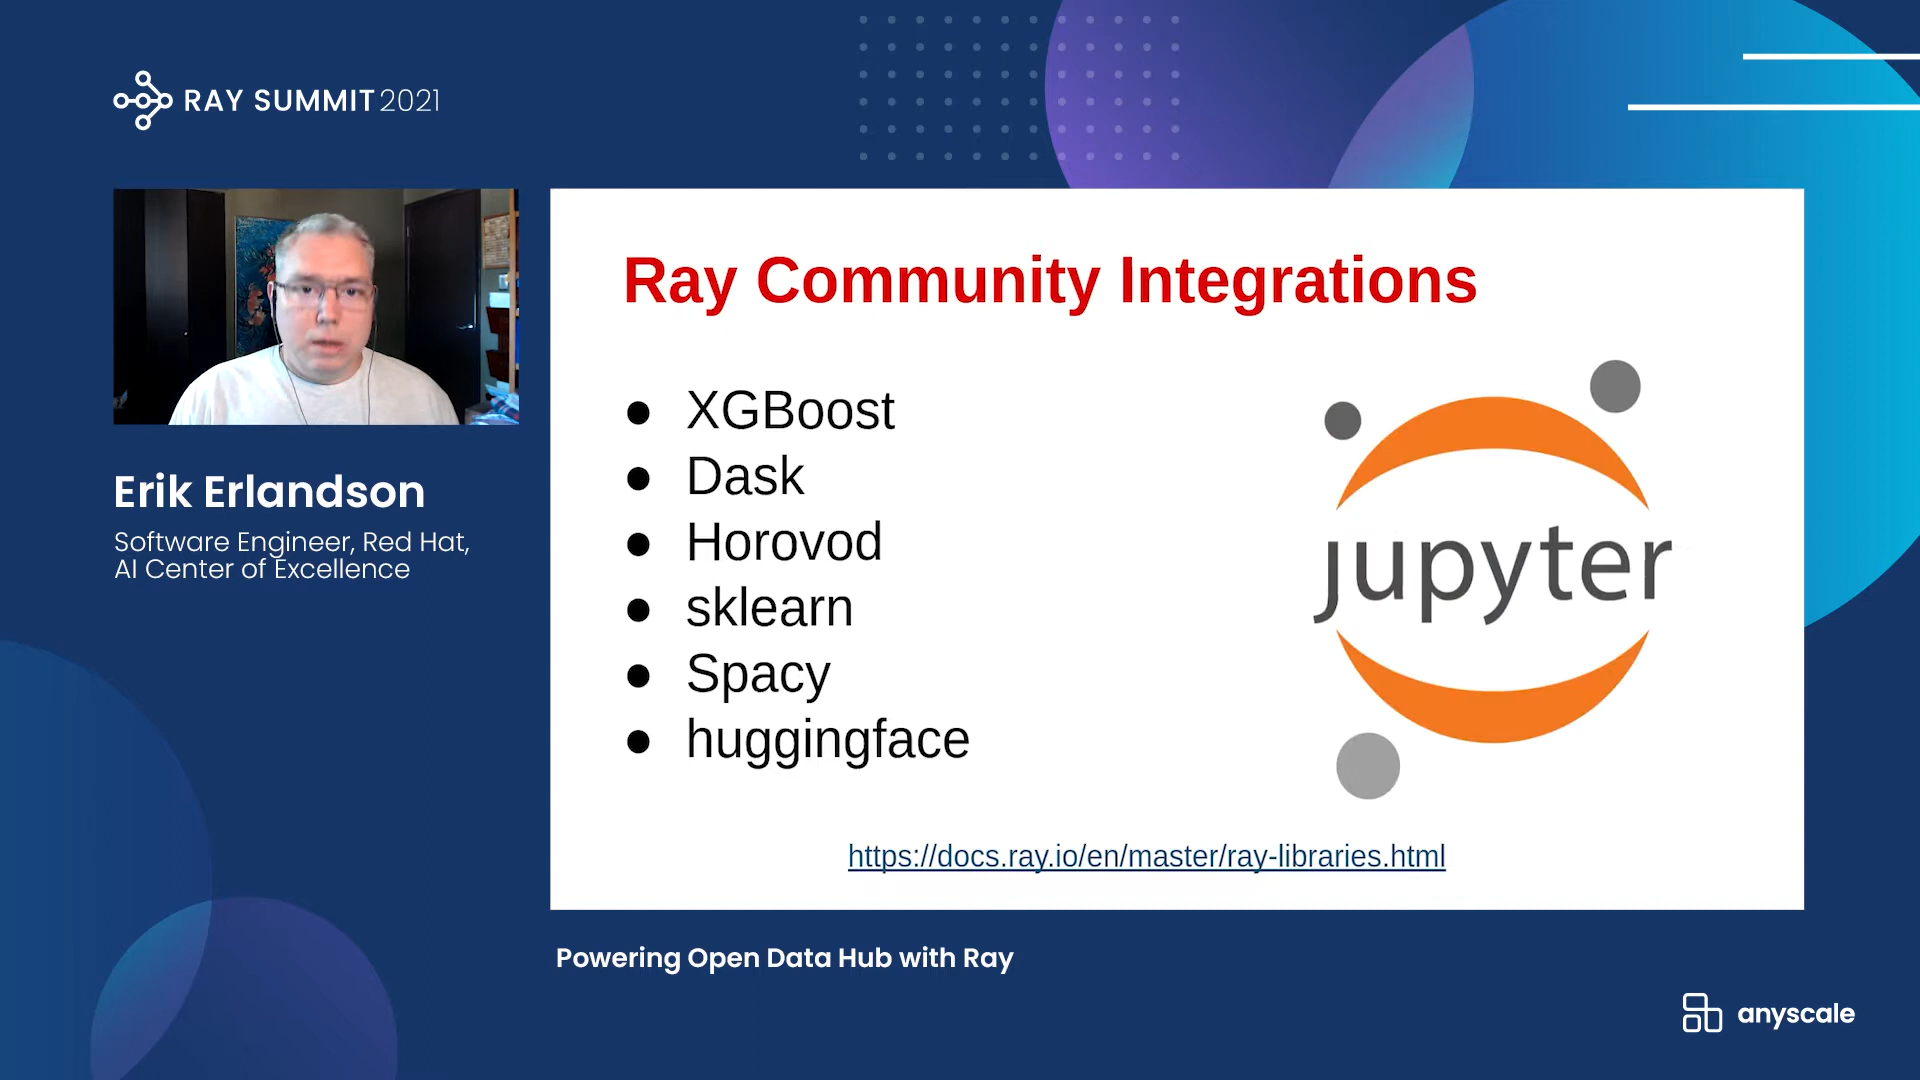 RAY SUMMIT 2021
Erik Erlandson
Software Engineer, Red Hat,
AI Center of Excellence
Ray Community Integrations
● XGBoost
● Dask
● Horovod
● sklearn
● Spacy
● huggingface
jupyter
https://docs.ray.io/en/master/ray-libraries.html
Powering Open Data Hub with Ray
anyscale